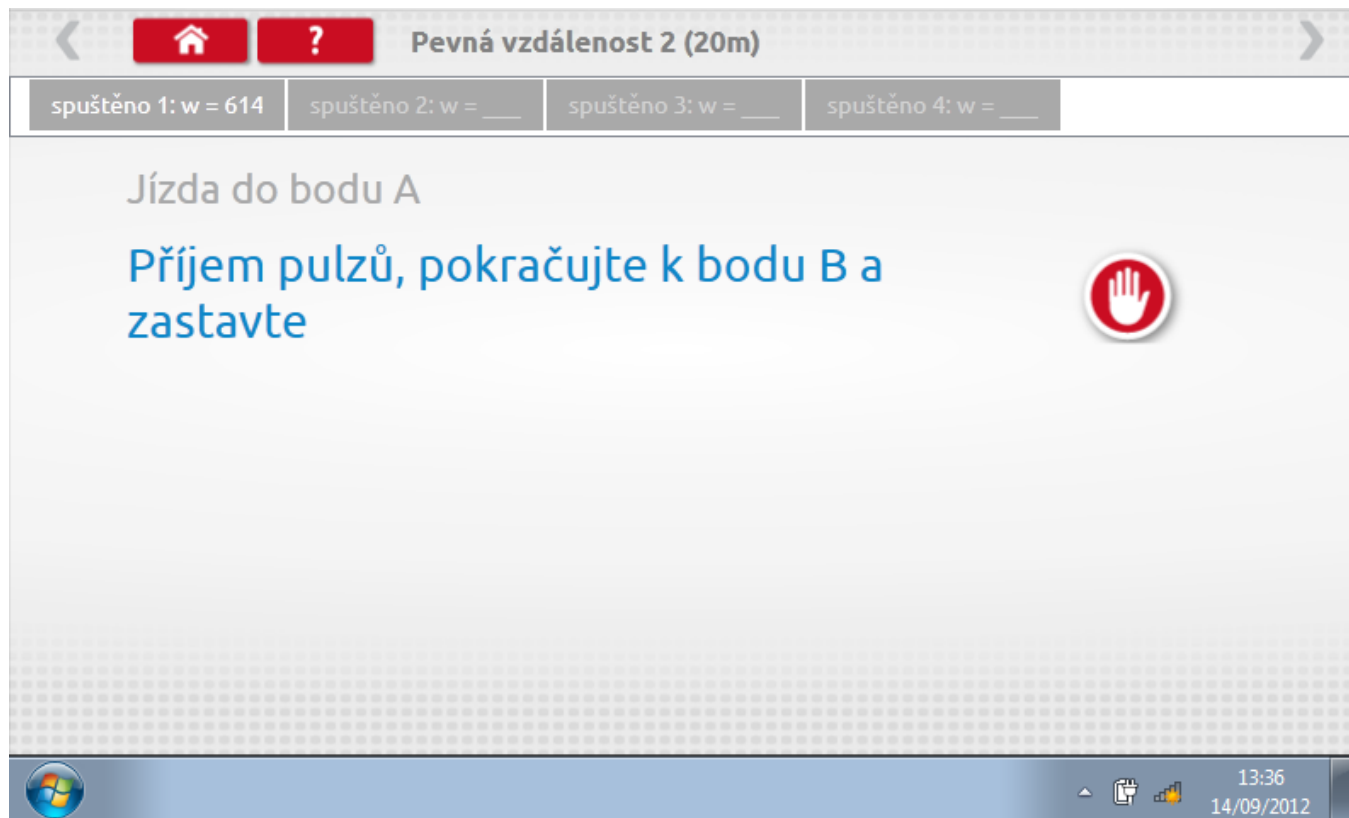 ? Pevná vzdálenost 2 (20m)
spuštěno 1: w = 614 spuštěno 2: w = ___ spuštěno 3: w = ___ spuštěno 4: w = ___
Jízda do bodu A
Příjem pulzů, pokračujte k bodu B a
zastavte
13:36
14/09/2012